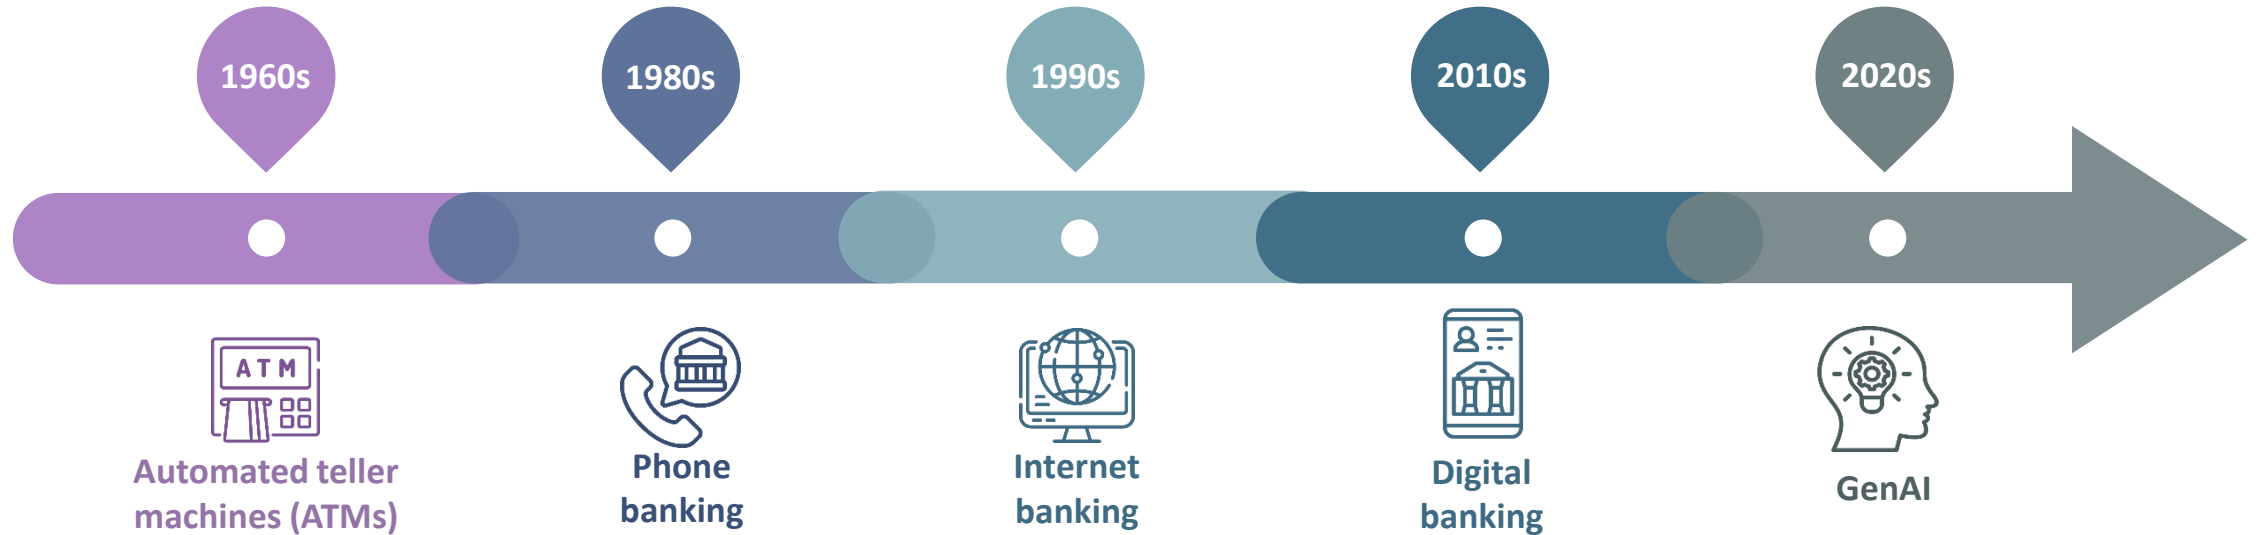 1960s
1980s
1990s
2010s
2020s
ATM
Automated teller
machines (ATMs)
Phone
banking
Internet
banking
Digital
banking
GenAI